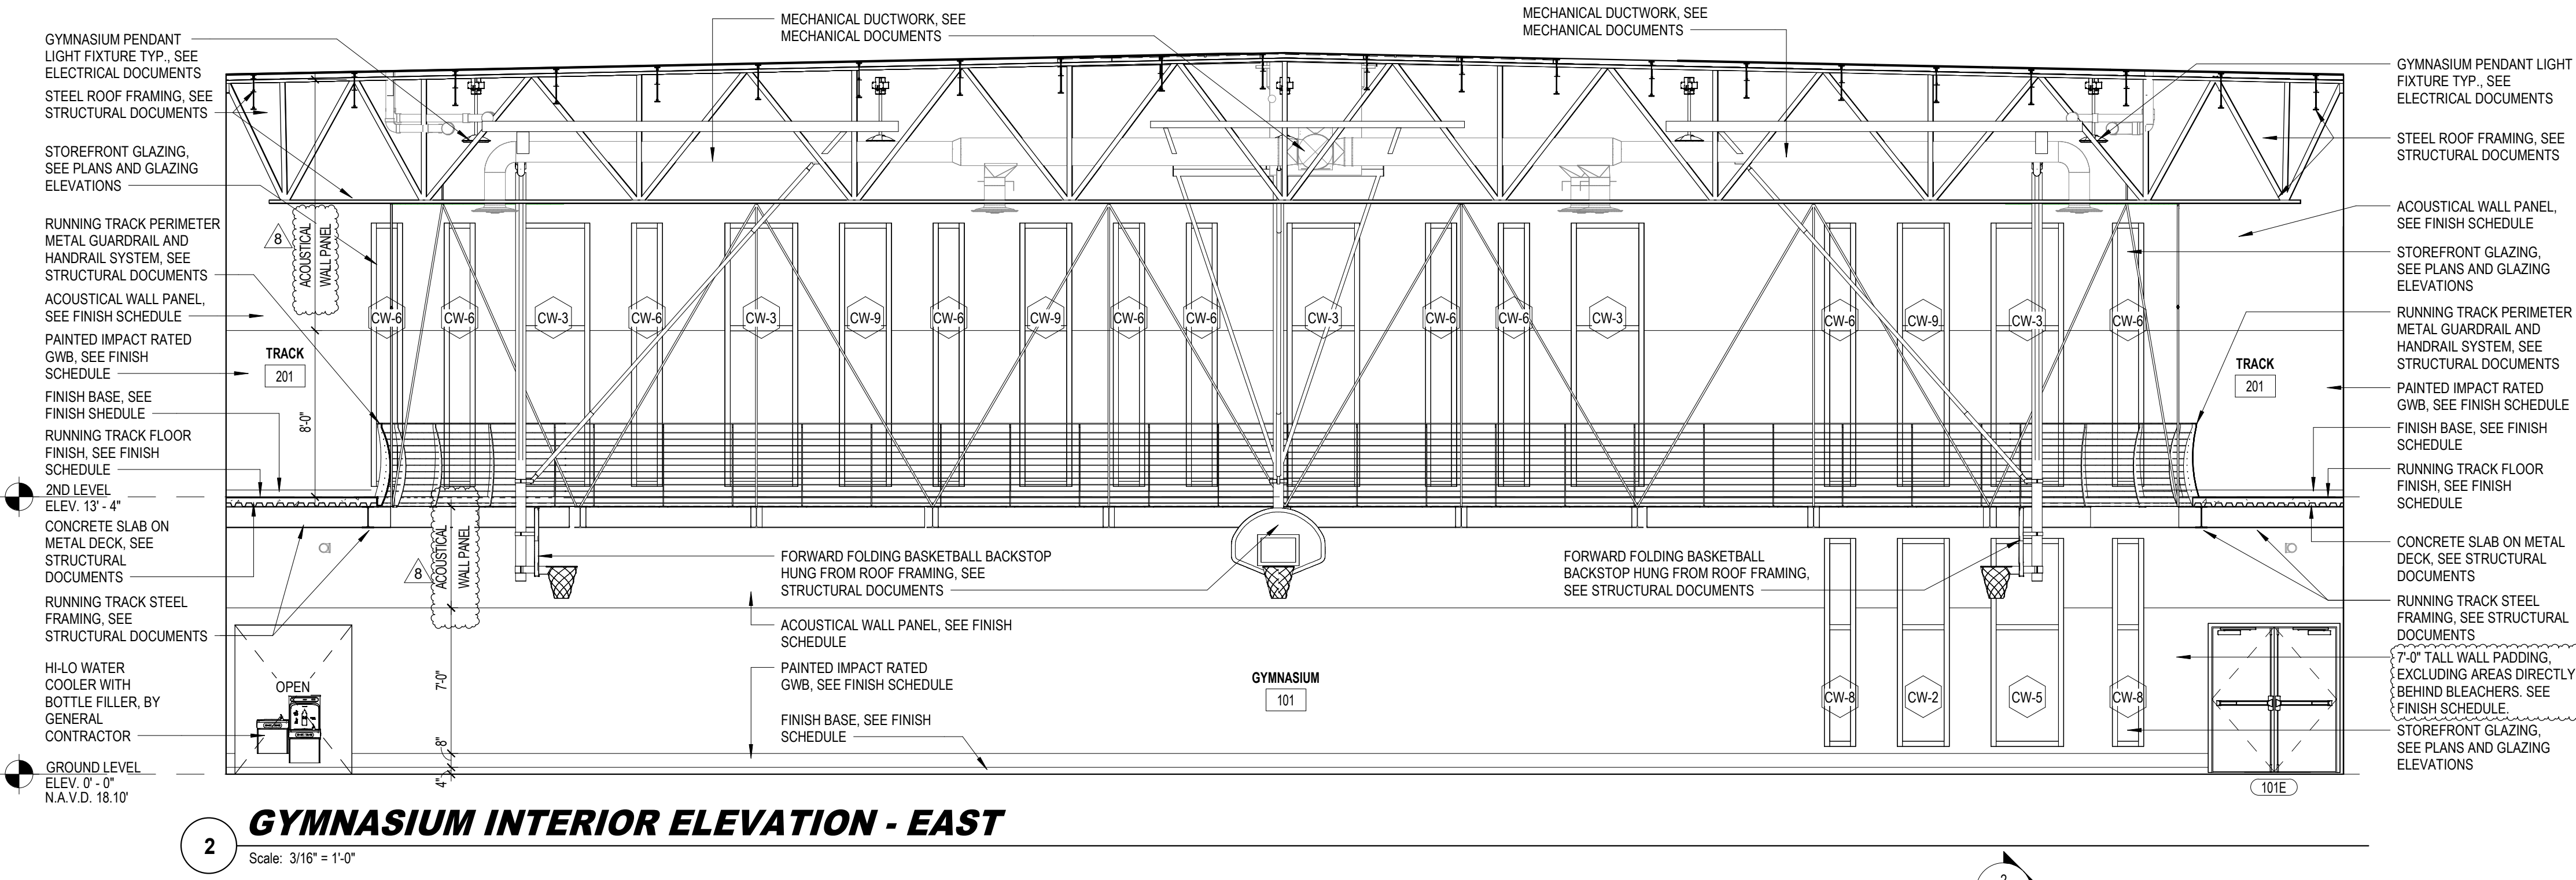 MECHANICAL DUCTWORK, SEE
MECHANICAL DOCUMENTS
MECHANICAL DUCTWORK, SEE
MECHANICAL DOCUMENTS
GYMNASIUM PENDANT
LIGHT FIXTURE TYP., SEE
ELECTRICAL DOCUMENTS
STEEL ROOF FRAMING, SEE
STRUCTURAL DOCUMENTS
STOREFRONT GLAZING,
SEE PLANS AND GLAZING
ELEVATIONS
RUNNING TRACK PERIMETER
METAL GUARDRAIL AND
HANDRAIL SYSTEM, SEE
STRUCTURAL DOCUMENTS
ACOUSTICAL WALL PANEL,
SEE FINISH SCHEDULE
PAINTED IMPACT RATED
GWB, SEE FINISH
SCHEDULE
FINISH BASE, SEE
FINISH SHEDULE
RUNNING TRACK FLOOR
FINISH, SEE FINISH
SCHEDULE
2ND LEVEL
ELEV. 13' - 4"
CONCRETE SLAB ON
METAL DECK, SEE
STRUCTURAL
DOCUMENTS
RUNNING TRACK STEEL
FRAMING, SEE
STRUCTURAL DOCUMENTS
HI-LO WATER
COOLER WITH
BOTTLE FILLER, BY
GENERAL
CONTRACTOR
GROUND LEVEL
ELEV. 0' - 0"
N.A.V.D. 18.10'
8
ACOUSTICAL
WALL PANEL
TRACK
201
8'-0"
CW-6
CW-6
CW-3
CW-6
CW-3
CW-9
CW-6
CW-9
CW-6
CW-6
CW-3
CW-6
CW-6
CW-3
CW-6
CW-9
CW-3
CW-6
8
ACOUSTICAL
WALL PANEL
7'-0"
8"
4"
OPEN
FORWARD FOLDING BASKETBALL BACKSTOP
HUNG FROM ROOF FRAMING, SEE
STRUCTURAL DOCUMENTS
ACOUSTICAL WALL PANEL, SEE FINISH
SCHEDULE
PAINTED IMPACT RATED
GWB, SEE FINISH SCHEDULE
FINISH BASE, SEE FINISH
SCHEDULE
GYMNASIUM
101
FORWARD FOLDING BASKETBALL
BACKSTOP HUNG FROM ROOF FRAMING,
SEE STRUCTURAL DOCUMENTS
CW-8
CW-2
CW-5
CW-8
TRACK
201
101E
GYMNASIUM PENDANT LIGHT
FIXTURE TYP., SEE
ELECTRICAL DOCUMENTS
STEEL ROOF FRAMING, SEE
STRUCTURAL DOCUMENTS
ACOUSTICAL WALL PANEL,
SEE FINISH SCHEDULE
STOREFRONT GLAZING,
SEE PLANS AND GLAZING
ELEVATIONS
RUNNING TRACK PERIMETER
METAL GUARDRAIL AND
HANDRAIL SYSTEM, SEE
STRUCTURAL DOCUMENTS
PAINTED IMPACT RATED
GWB, SEE FINISH SCHEDULE
FINISH BASE, SEE FINISH
SCHEDULE
RUNNING TRACK FLOOR
FINISH, SEE FINISH
SCHEDULE
CONCRETE SLAB ON METAL
DECK, SEE STRUCTURAL
DOCUMENTS
RUNNING TRACK STEEL
FRAMING, SEE STRUCTURAL
DOCUMENTS
7'-0" TALL WALL PADDING,
EXCLUDING AREAS DIRECTLY
BEHIND BLEACHERS. SEE
FINISH SCHEDULE.
STOREFRONT GLAZING,
SEE PLANS AND GLAZING
ELEVATIONS
2
GYMNASIUM INTERIOR ELEVATION - EAST
Scale: 3/16" = 1'-0"